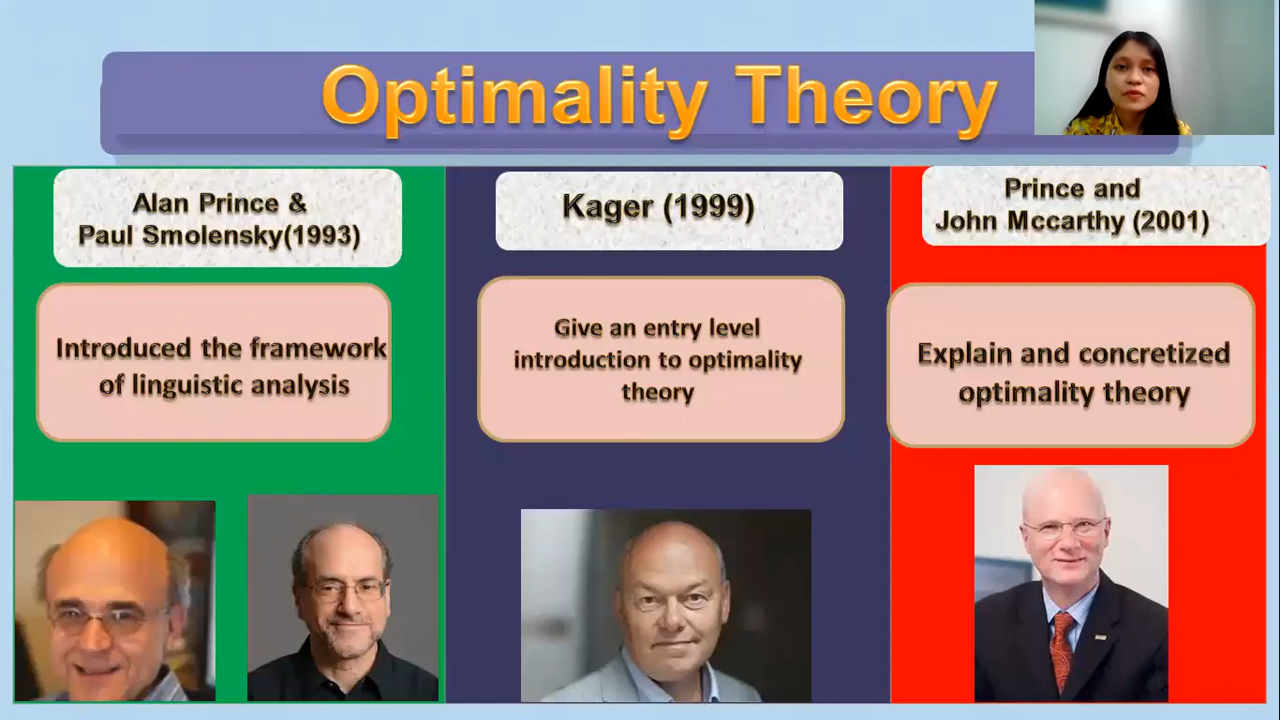 Optimality Theory
Alan Prince &
Paul Smolensky(1993)
Introduced the framework
of linguistic analysis
Kager (1999)
Give an entry level
introduction to optimality
theory
Prince and
John Mccarthy (2001)
Explain and concretized
optimality theory